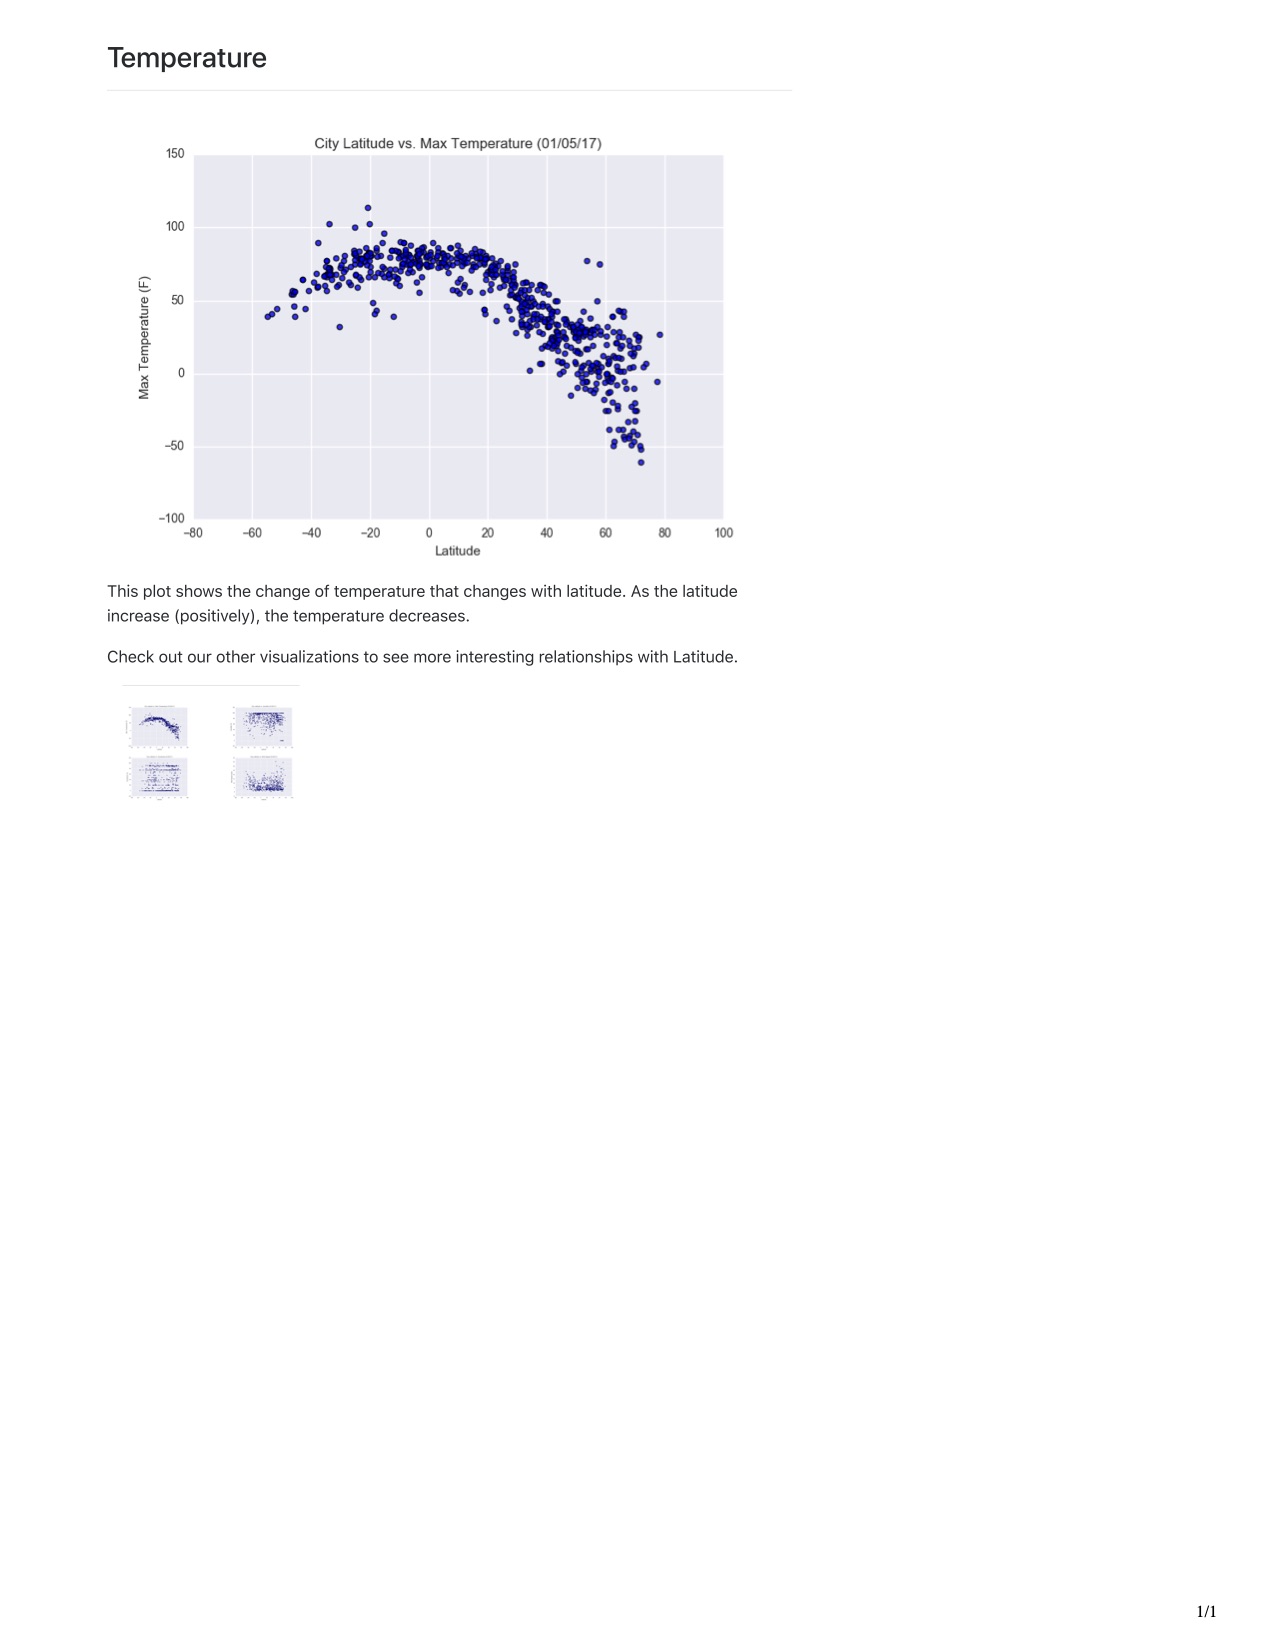 Temperature
City Latitude vs. Max Temperature (01/05/17)
150
100
50
0
−50
−100
Max Temperature (F)
−80 −60 −40 −20 0 20 40 60 80 100
Latitude
This plot shows the change of temperature that changes with latitude. As the latitude
increase (positively), the temperature decreases.
Check out our other visualizations to see more interesting relationships with Latitude.
1/1